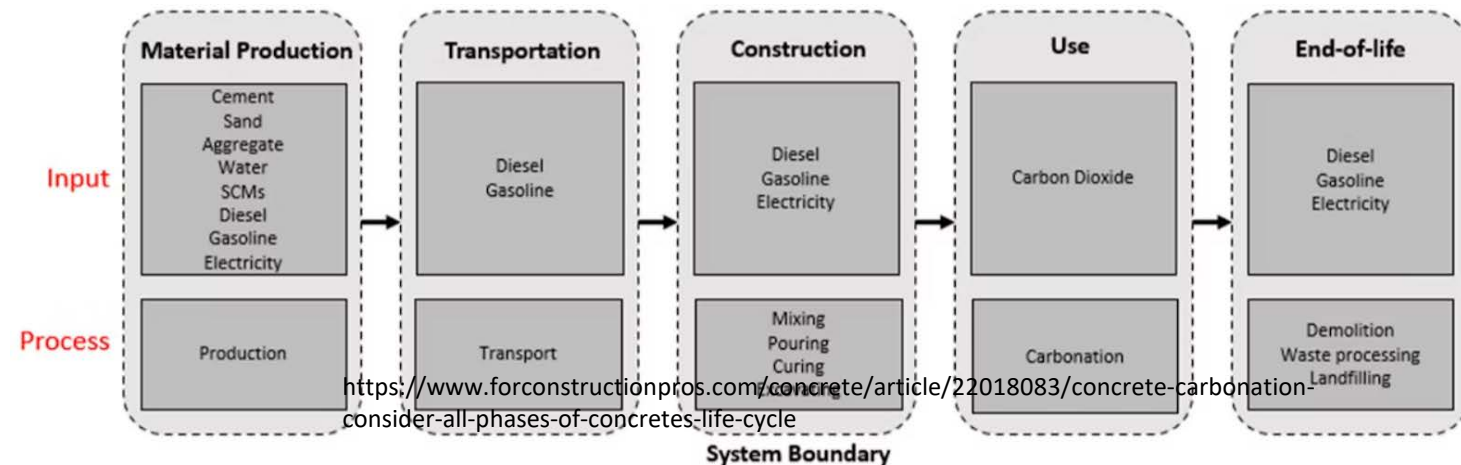 Material Production
Cement
Sand
Aggregate
Water
SCMs
Diesel
Gasoline
Electricity
Production
Transportation
Diesel
Gasoline
Transport
Construction
Diesel
Gasoline
Electricity
Mixing
Pouring
Curing
Excavating
Use
Carbon Dioxide
Carbonation
End-of-life
Diesel
Gasoline
Electricity
Demolition
Waste processing
Landfilling
Input
Process
https://www.forconstructionpros.com/concrete/article/22018083/concrete-carbonation-
consider-all-phases-of-concretes-life-cycle
System Boundary